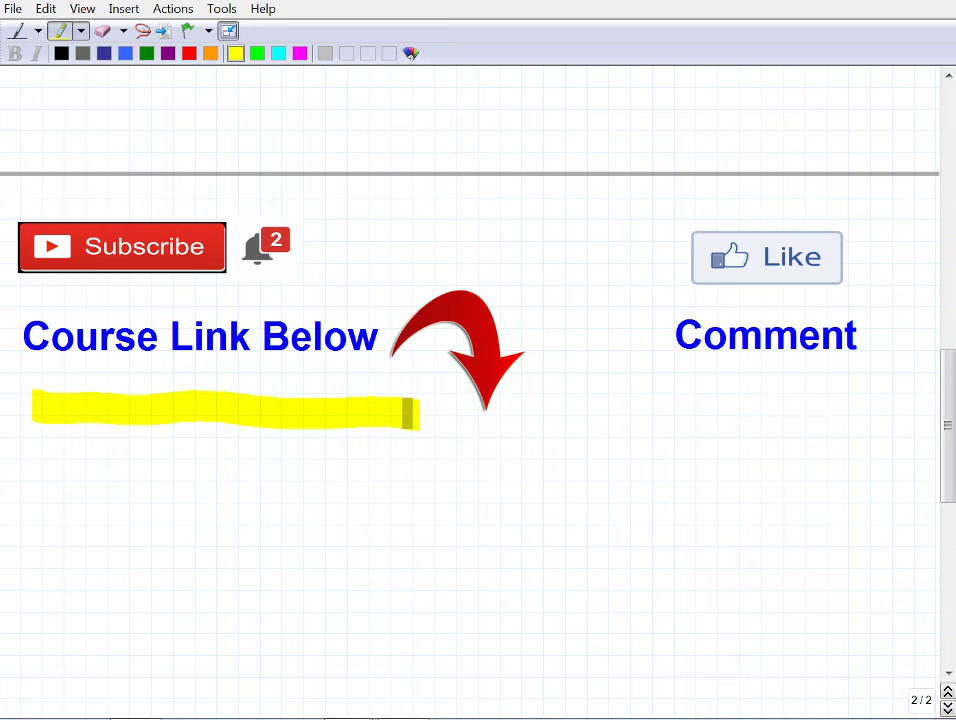 File Edit View Insert Actions Tools Help
B I
Subscribe 2
Like
Course Link Below
Comment
2 / 2